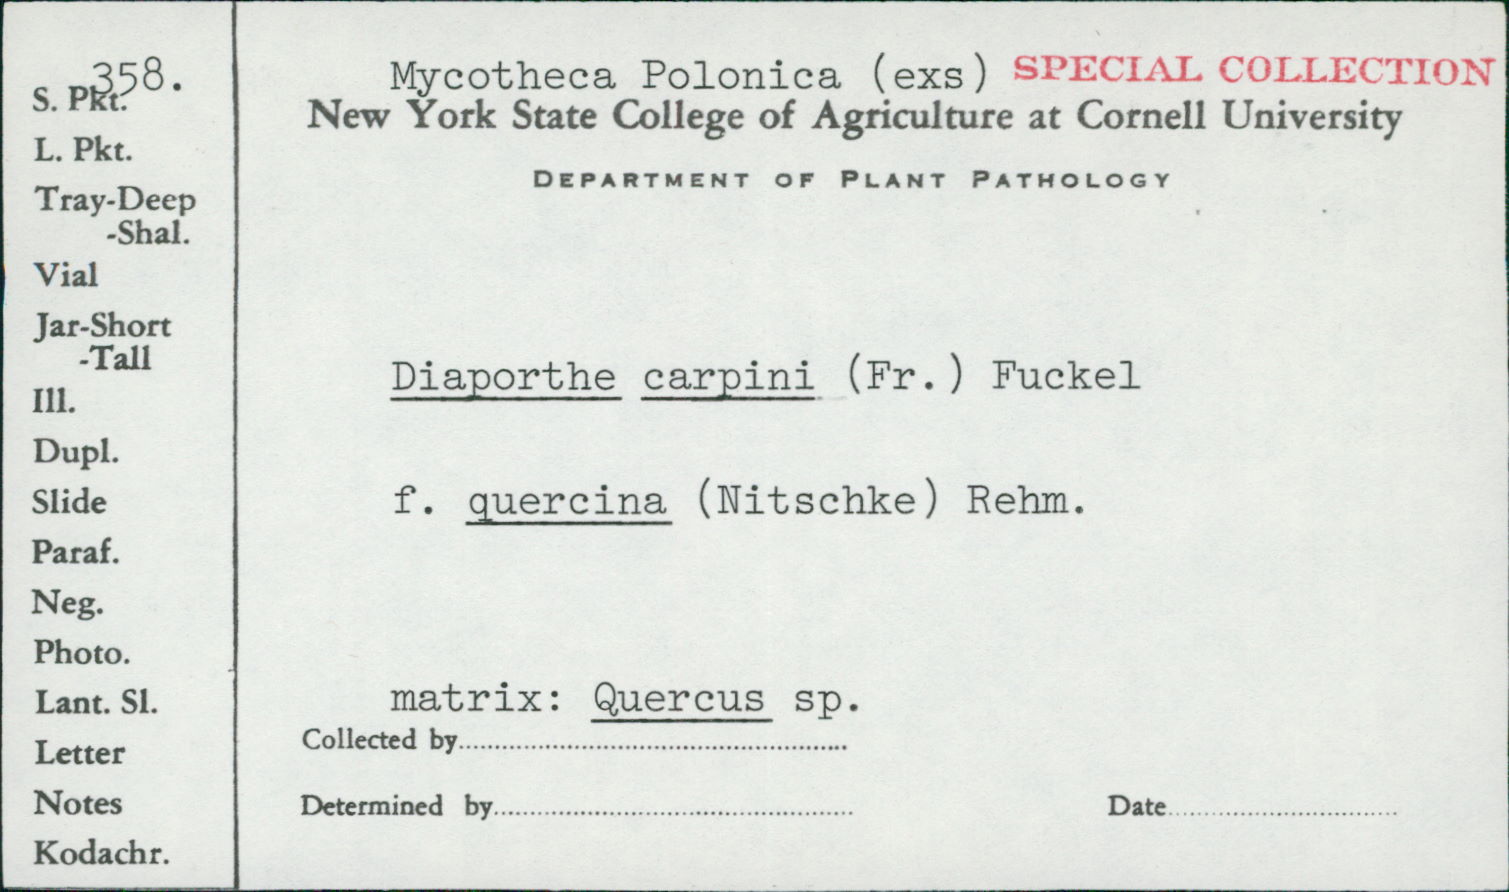 358.
S. Pkt.
L. Pkt.
Tray-Deep
-Shal.
Vial
Jar-Short
-Tall
Ill.
Dupl.
Slide
Paraf.
Neg.
Photo.
Lant. Sl.
Letter
Notes
Kodachr.
Mycotheca Polonica (exs) SPECIAL COLLECTION
New York State College of Agriculture at Cornell University
DEPARTMENT OF PLANT PATHOLOGY
Diaporthe carpini (Fr.) Fuckel
f. quercina (Nitschke) Rehm.
matrix: Quercus sp.
Collected by
Determined by
Date